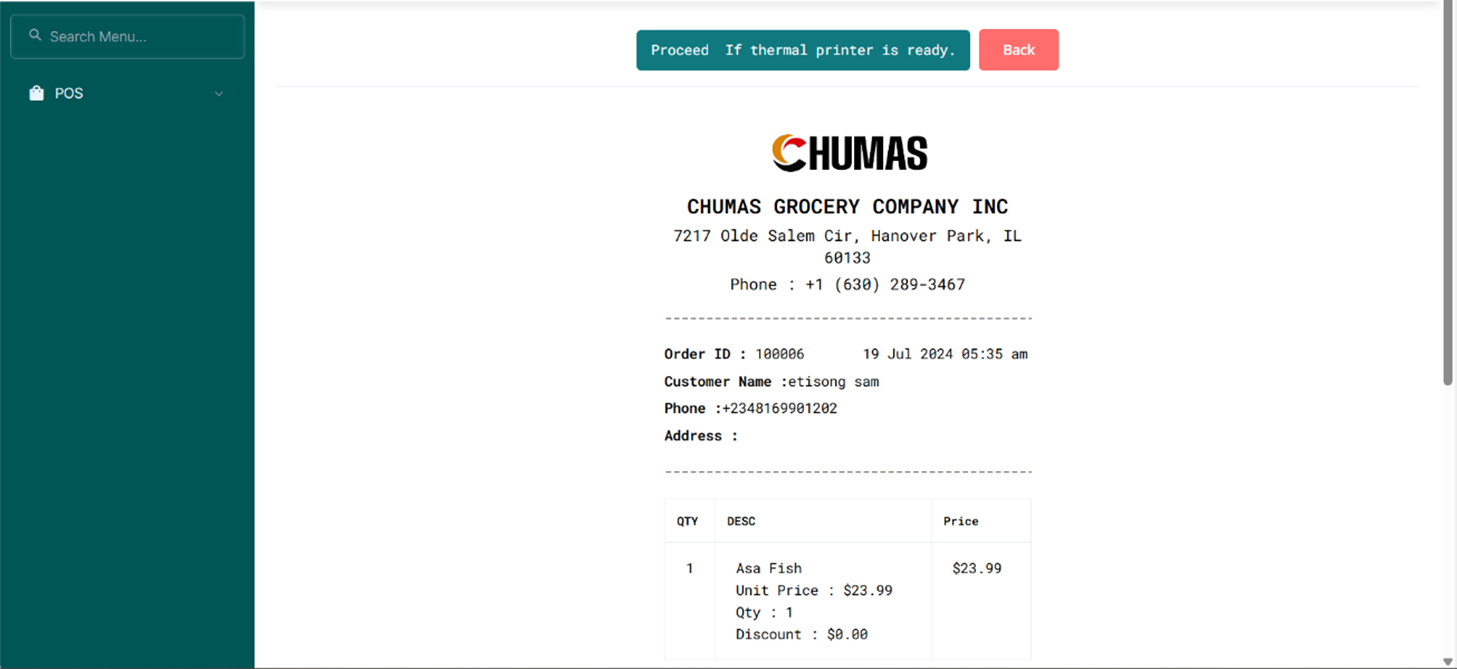 Search Menu...
POS
Proceed If thermal printer is ready.
Back
CHUMAS
CHUMAS GROCERY COMPANY INC
7217 Olde Salem Cir, Hanover Park, IL
60133
Phone : +1 (630) 289-3467
---------------------------------------------
Order ID : 100006 19 Jul 2024 05:35 am
Customer Name :etisong sam
Phone :+2348169901202
Address :
---------------------------------------------
QTY DESC Price
1 Asa Fish $23.99
Unit Price : $23.99
Qty : 1
Discount : $0.00